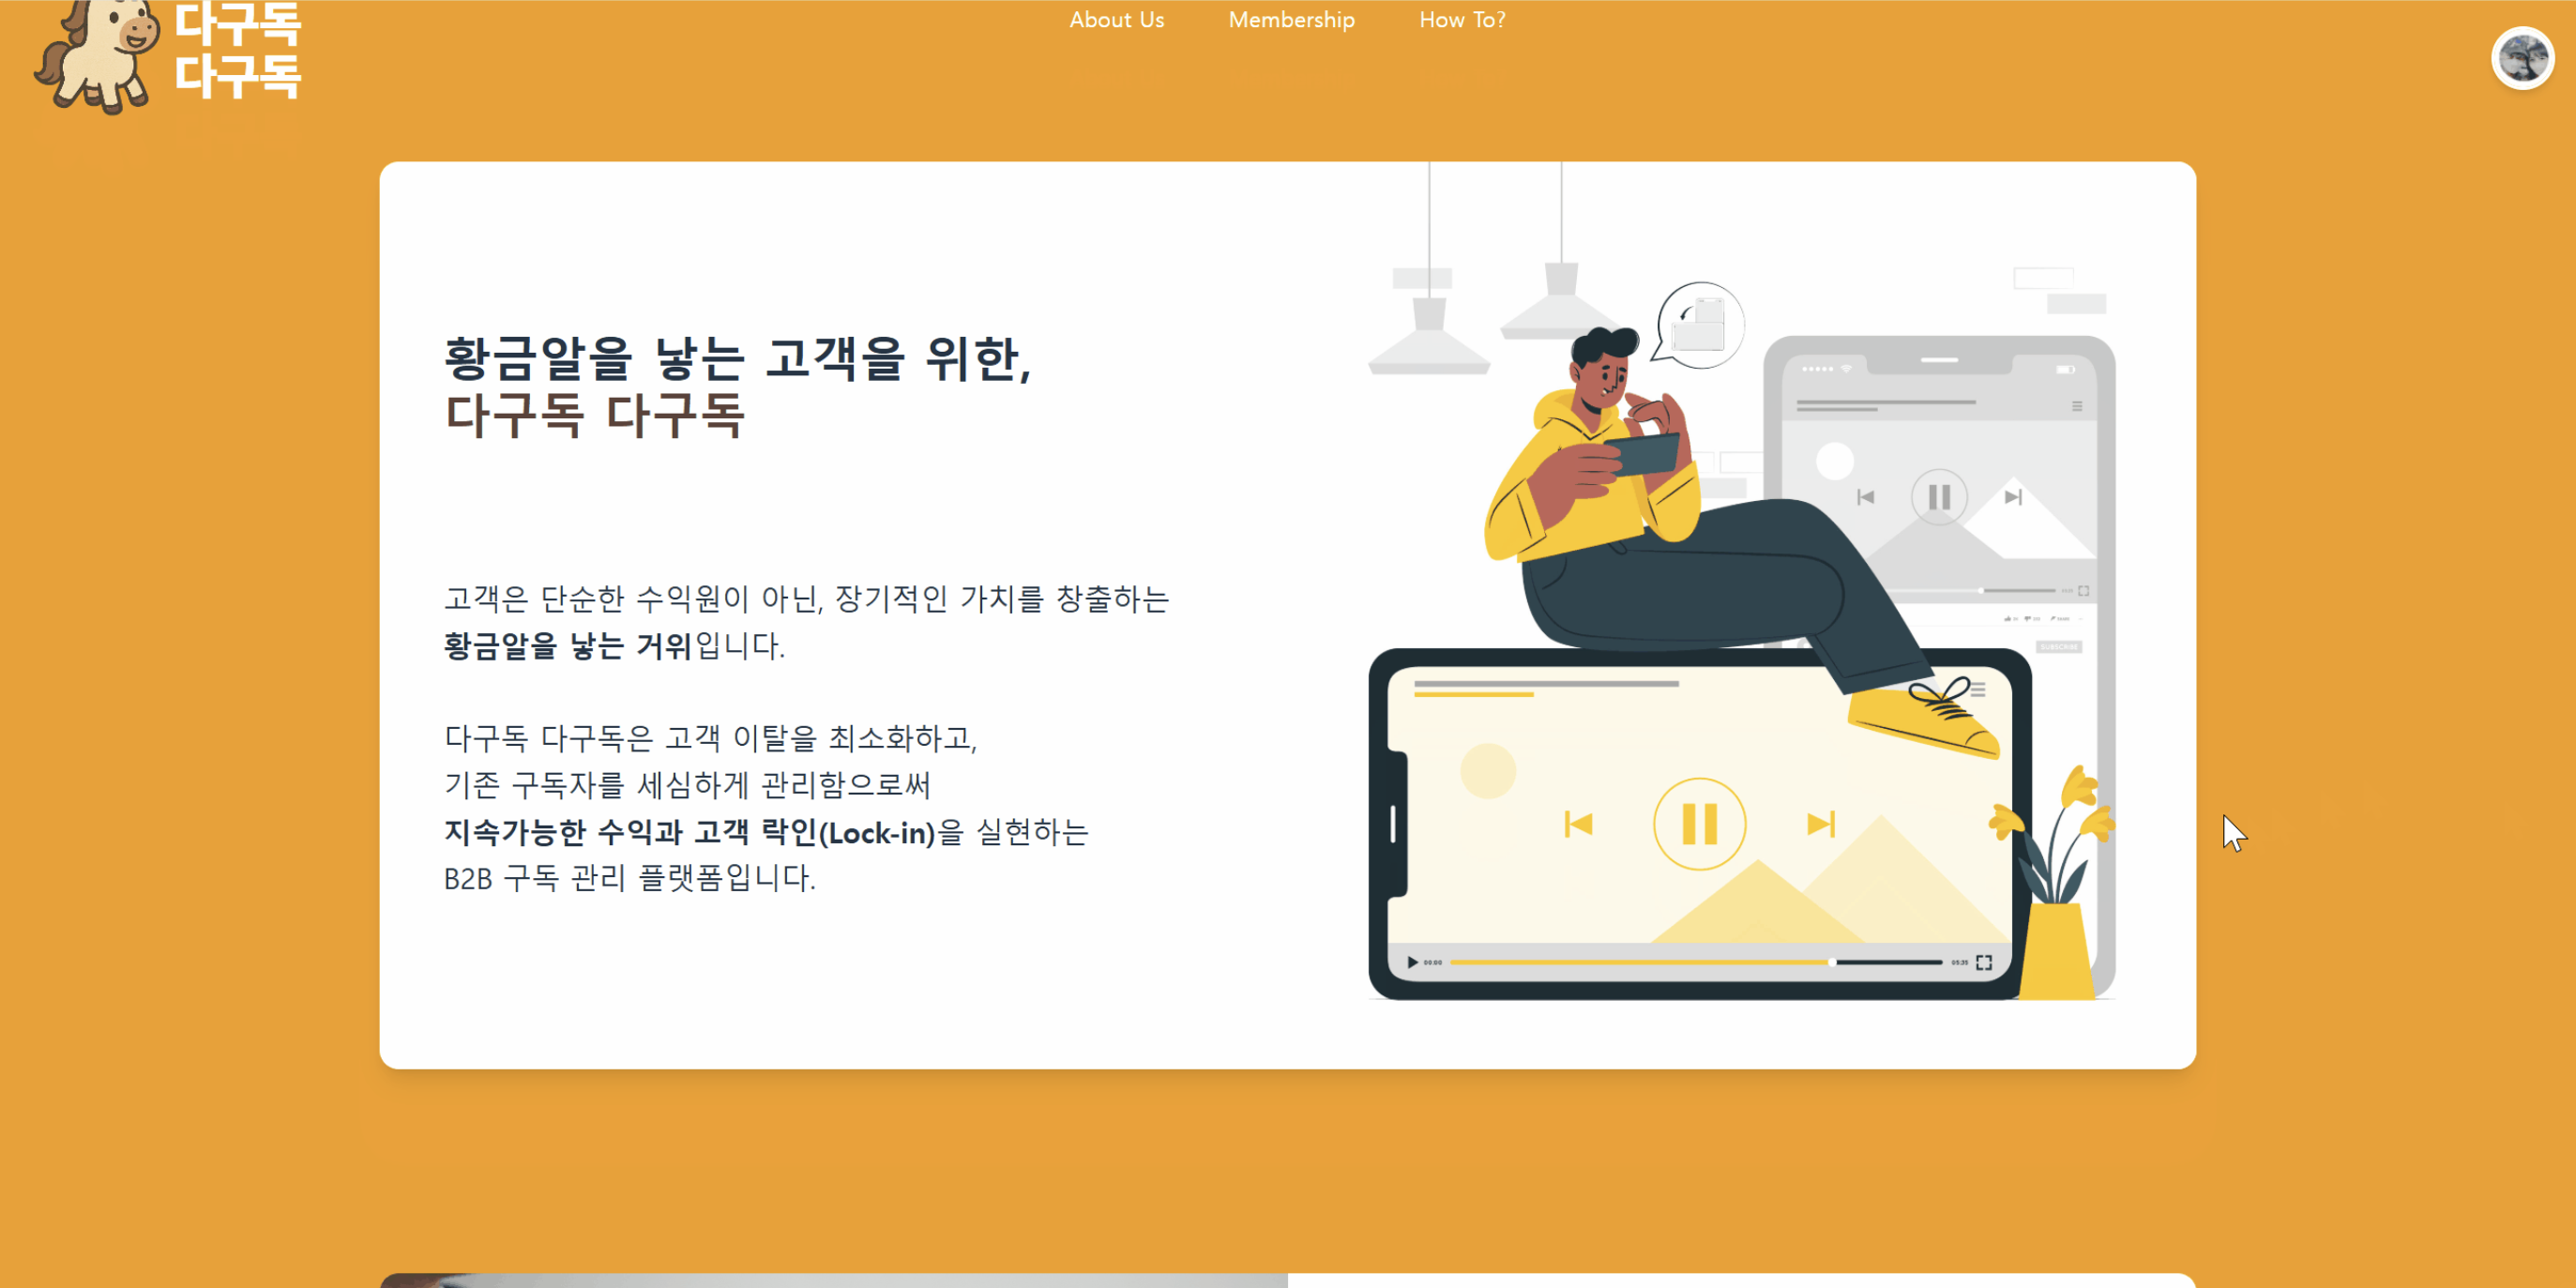 다구독
다구독
About Us
Membership
How To?
황금알을 낳는 고객을 위한,
다구독 다구독
고객은 단순한 수익원이 아닌, 장기적인 가치를 창출하는
황금알을 낳는 거위입니다.
다구독 다구독은 고객 이탈을 최소화하고,
기존 구독자를 세심하게 관리함으로써
지속가능한 수익과 고객 락인(Lock-in)을 실현하는
B2B 구독 관리 플랫폼입니다.
SUBSCRIBE
00:00
05:35